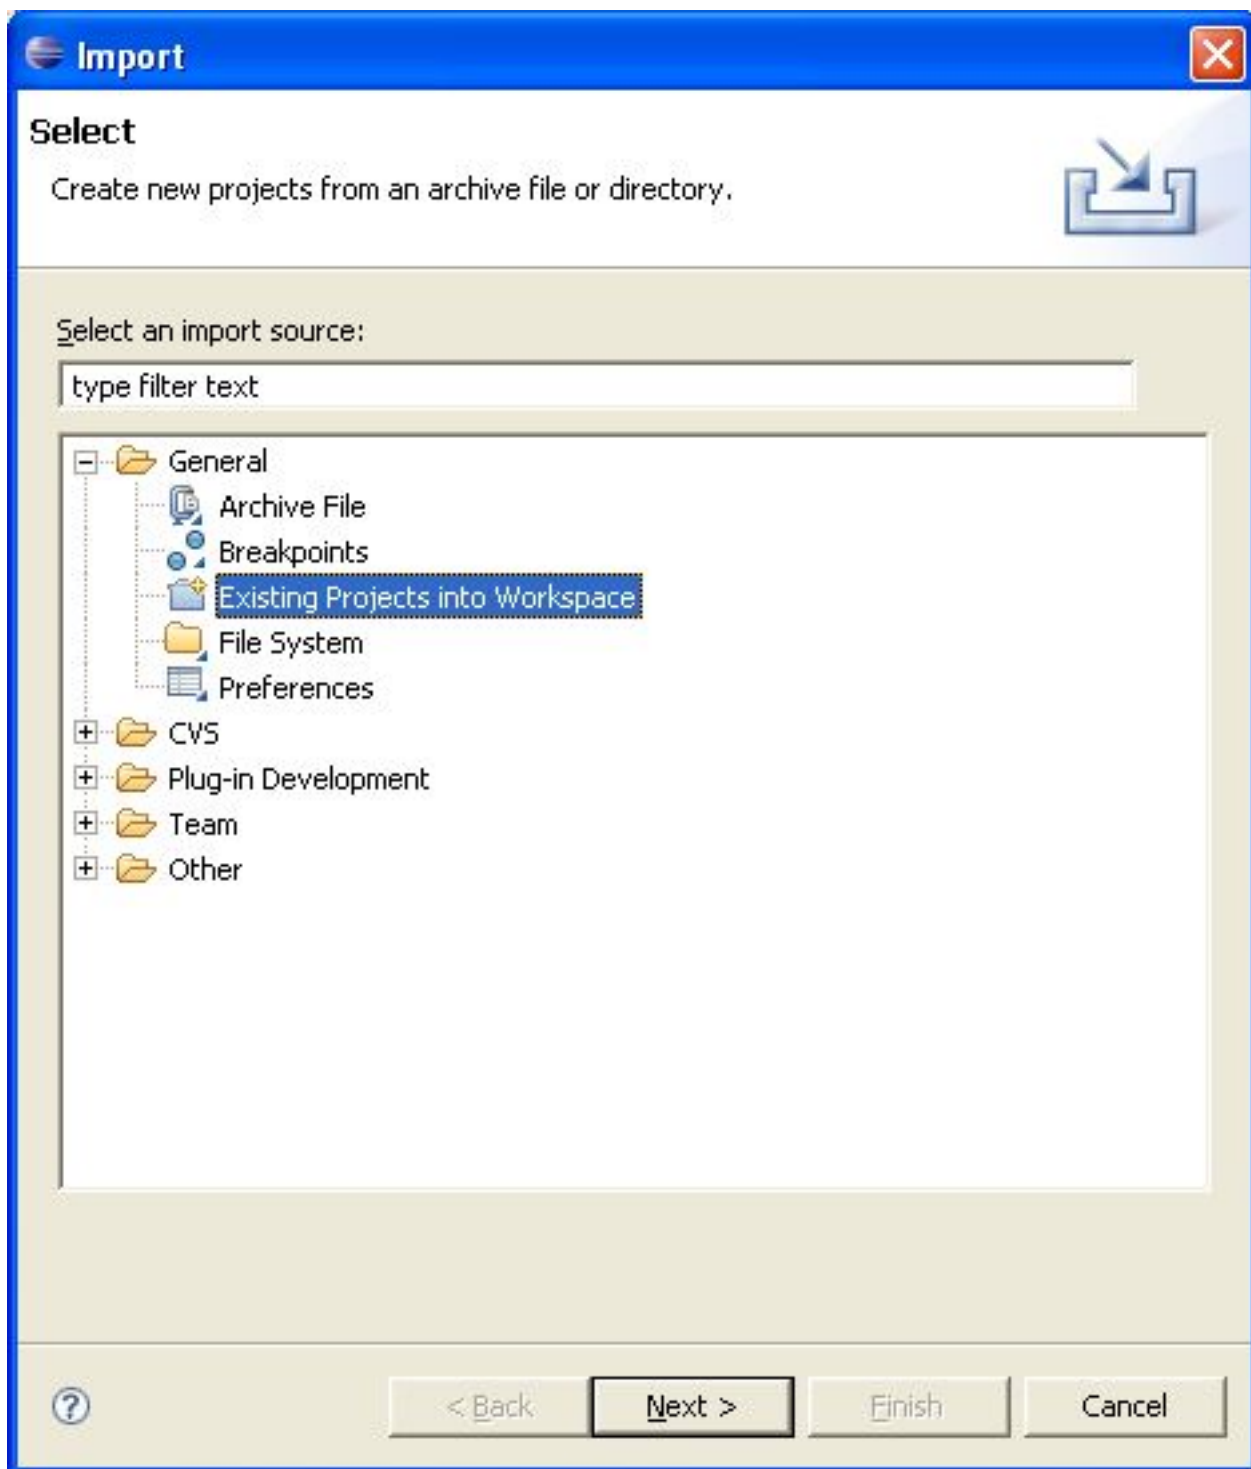 Import
Select
Create new projects from an archive file or directory.
Select an import source:
type filter text
General
Archive File
Breakpoints
Existing Projects into Workspace
File System
Preferences
CVS
Plug-in Development
Team
Other
< Back Next > Finish Cancel